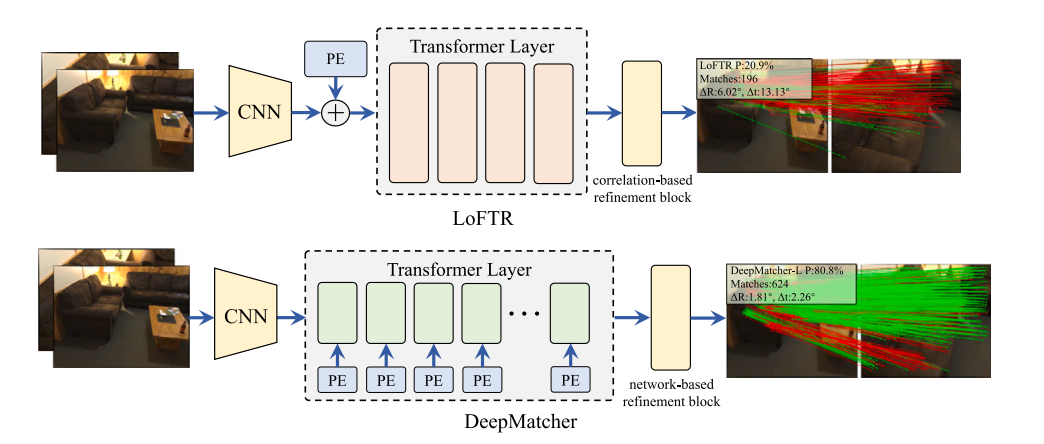 PE
Transformer Layer
CNN
+
LoFTR P:20.9%
Matches:196
ΔR:6.02°, Δt:13.13°
correlation-based
refinement block
LoFTR
Transformer Layer
CNN
...
PE PE PE PE PE
DeepMatcher-L P:80.8%
Matches:624
ΔR:1.81°, Δt:2.26°
network-based
refinement block
DeepMatcher